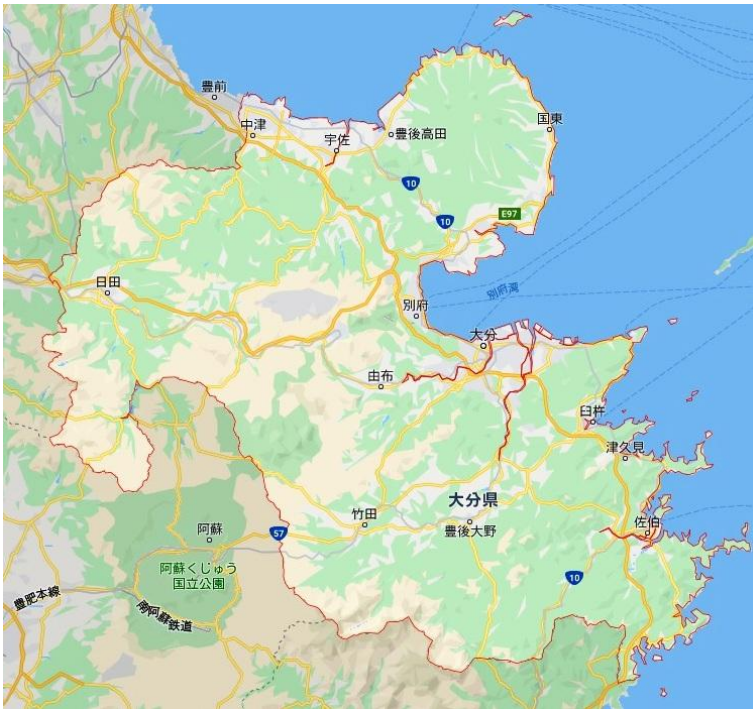 豊前
中津
宇佐
豊後高田
国東
10
10
E97
日田
別府
別府湾
大分
由布
臼杵
津久見
大分県
竹田
豊後大野
佐伯
57
阿蘇
10
阿蘇くじゅう
国立公園
豊肥本線
南阿蘇鉄道